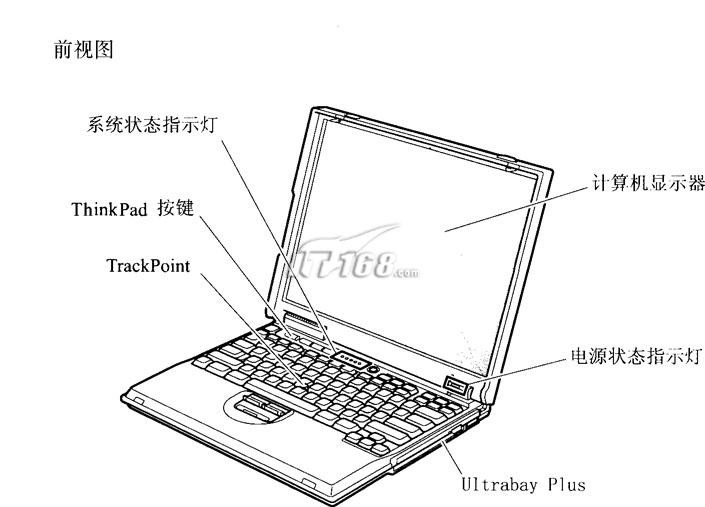 前视图
系统状态指示灯
计算机显示器
ThinkPad 按键
TrackPoint
IT168.com
电源状态指示灯
Ultrabay Plus